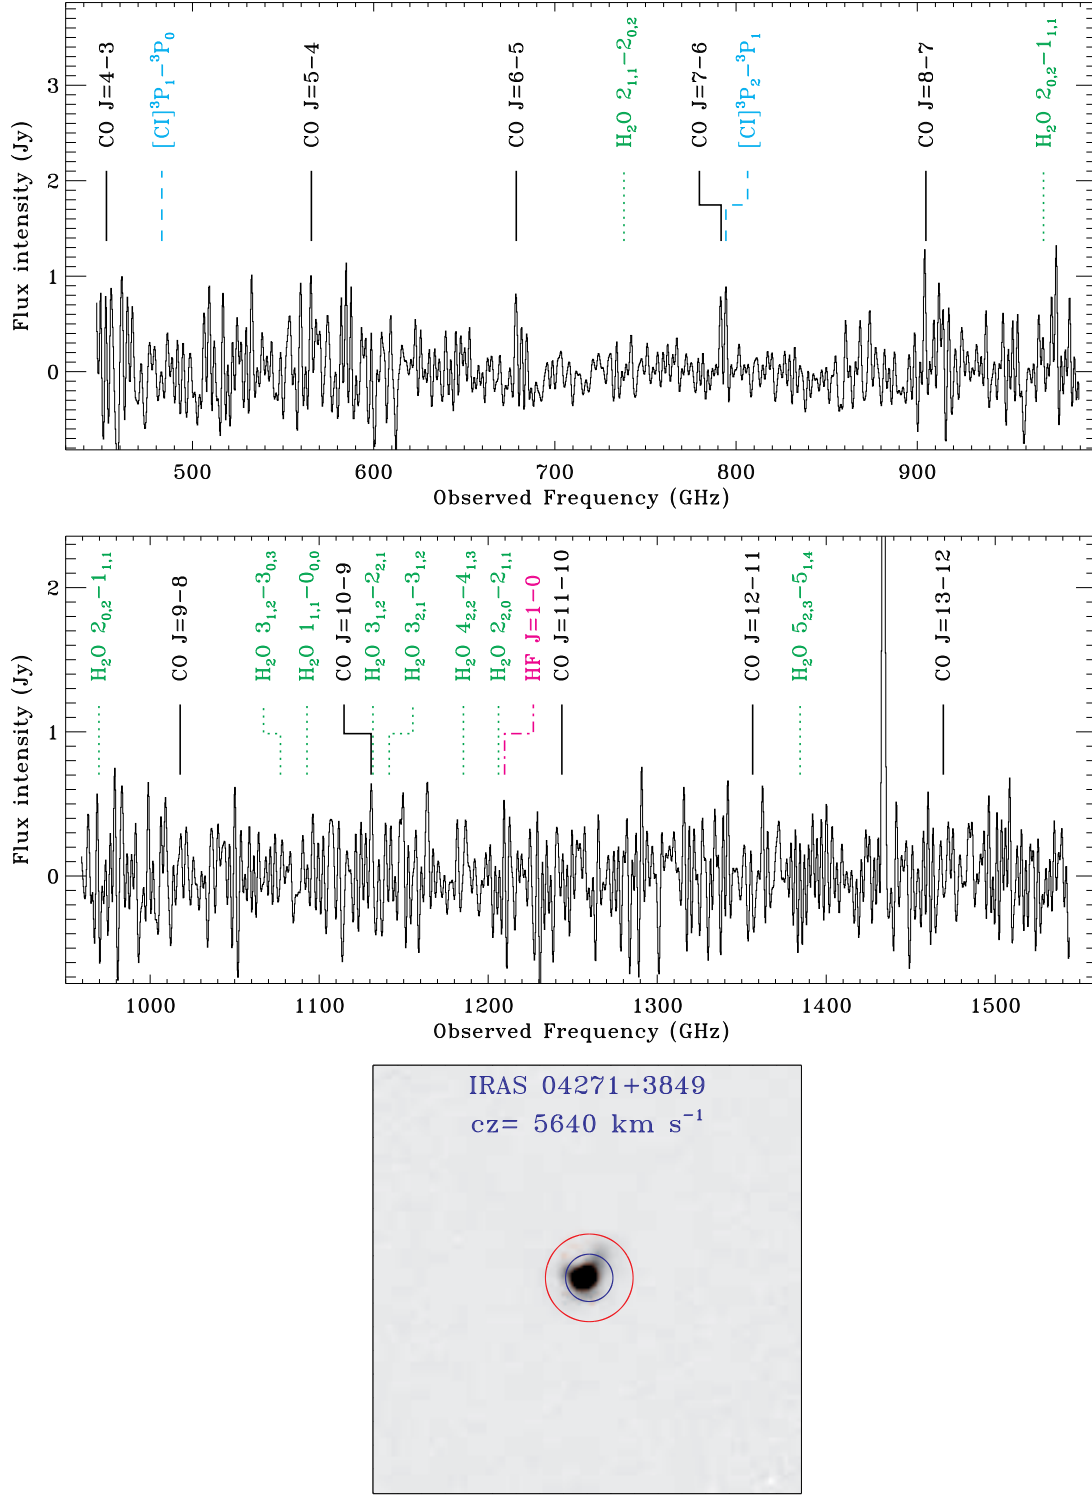 CO J=4−3
[CI]³P₁−³P₀
CO J=5−4
CO J=6−5
H₂O 2₁,₁−2₀,₂
CO J=7−6
[CI]³P₂−³P₁
CO J=8−7
H₂O 2₀,₂−1₁,₁
Flux intensity (Jy)
3
2
1
0
500 600 700 800 900
Observed Frequency (GHz)
H₂O 2₀,₂−1₁,₁
CO J=9−8
H₂O 3₁,₂−3₀,₃
H₂O 1₁,₁−0₀,₀
CO J=10−9
H₂O 3₁,₂−2₂,₁
H₂O 3₂,₁−3₁,₂
H₂O 4₂,₂−4₁,₃
H₂O 2₂,₀−2₁,₁
HF J=1−0
CO J=11−10
CO J=12−11
H₂O 5₂,₃−5₁,₄
CO J=13−12
Flux intensity (Jy)
2
1
0
1000 1100 1200 1300 1400 1500
Observed Frequency (GHz)
IRAS 04271+3849
cz= 5640 km s⁻¹